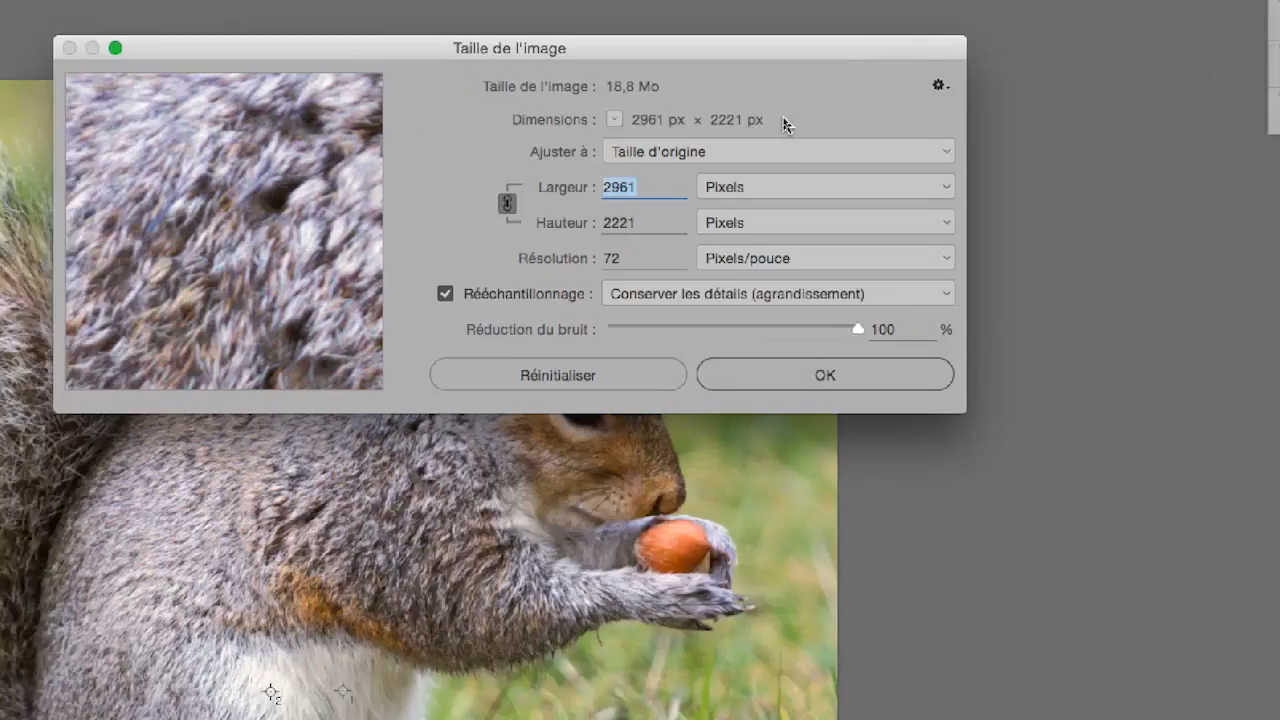 Taille de l'image
Taille de l'image : 18,8 Mo
Dimensions : 2961 px × 2221 px
Ajuster à : Taille d'origine
Largeur : 2961 Pixels
Hauteur : 2221 Pixels
Résolution : 72 Pixels/pouce
Rééchantillonnage : Conserver les détails (agrandissement)
Réduction du bruit : 100 %
Réinitialiser OK
2 1